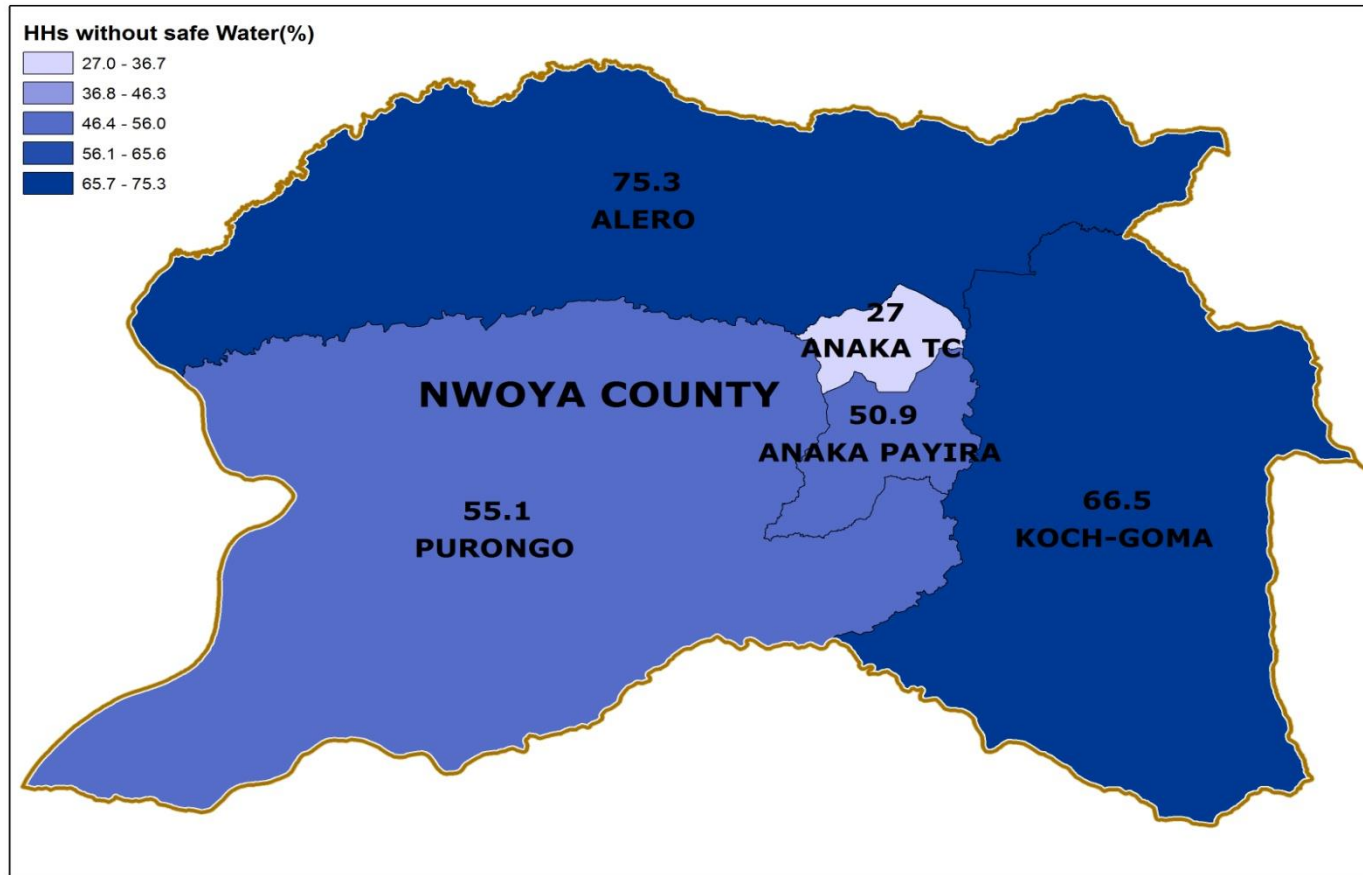 HHs without safe Water(%)
27.0 - 36.7
36.8 - 46.3
46.4 - 56.0
56.1 - 65.6
65.7 - 75.3
75.3
ALERO
27
ANAKA TC
NWOYA COUNTY
50.9
ANAKA PAYIRA
55.1
PURONGO
66.5
KOCH-GOMA